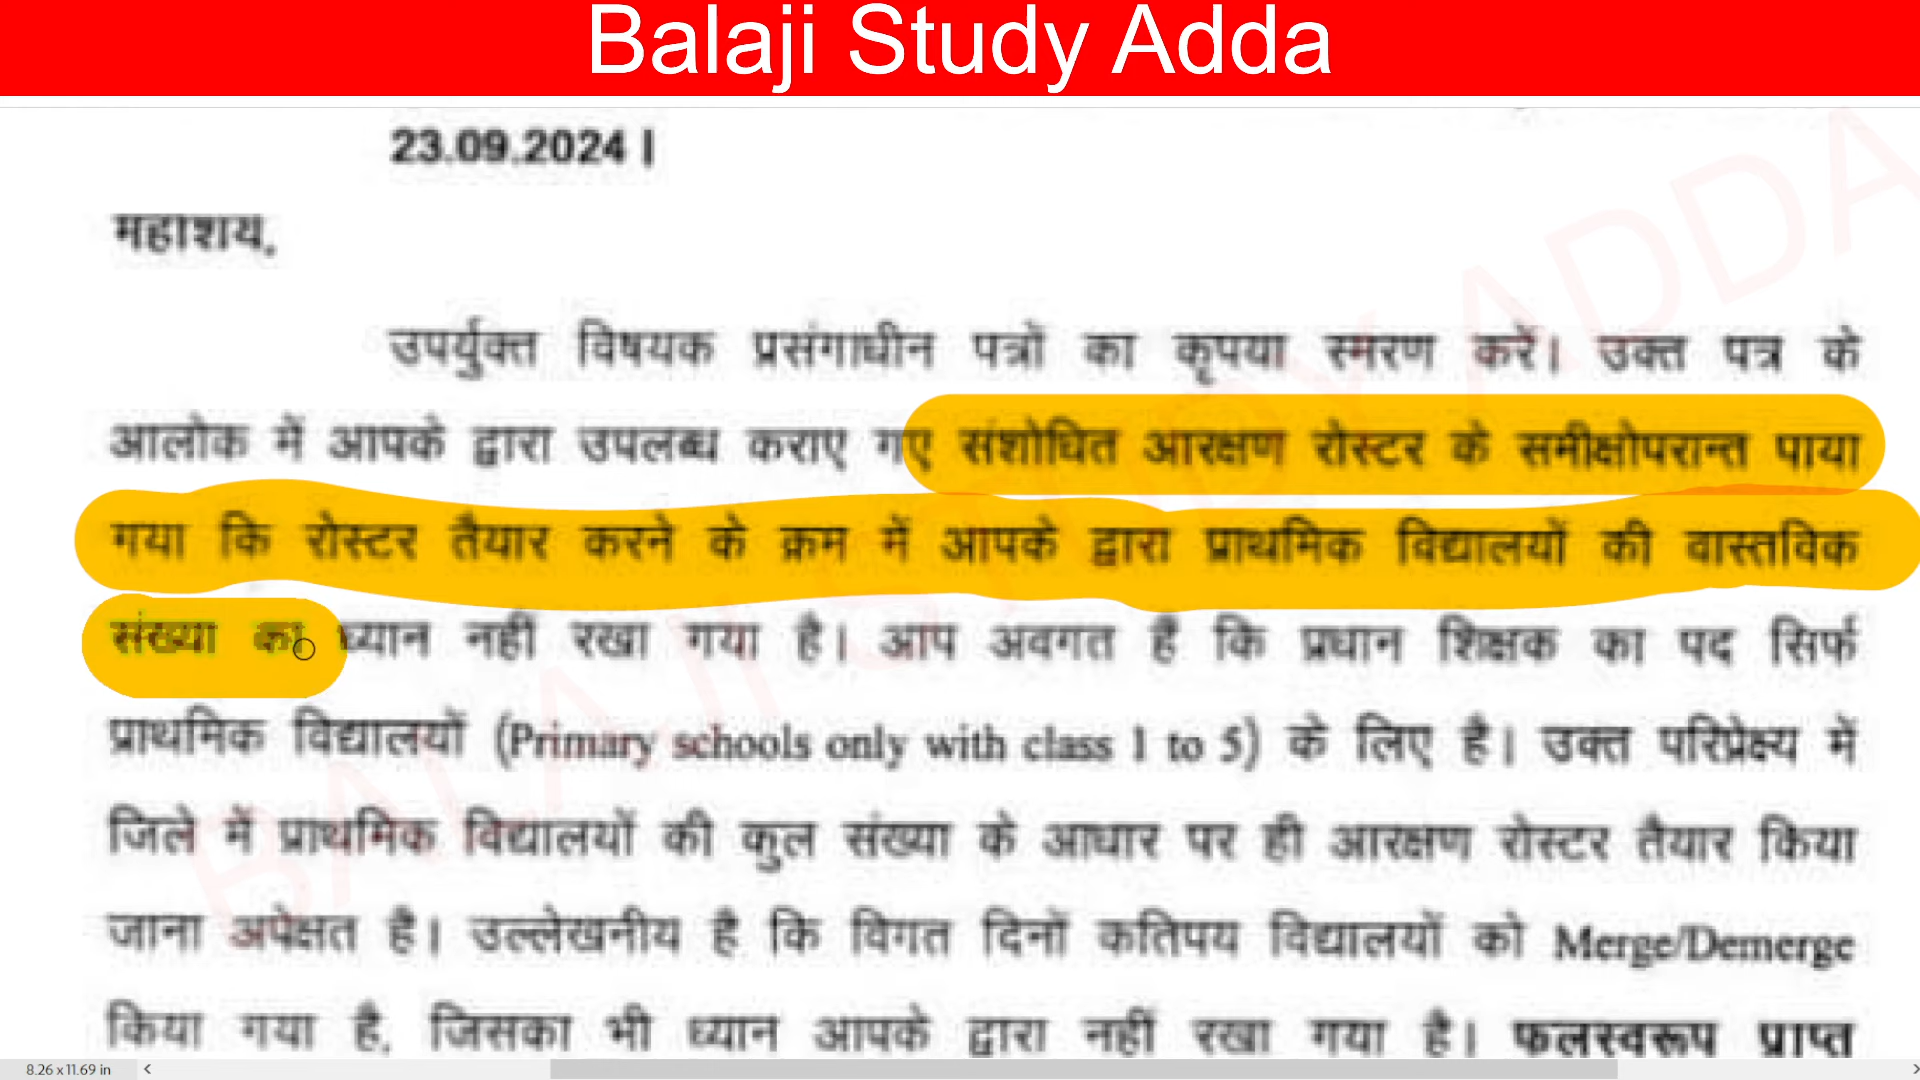 Balaji Study Adda
23.09.2024 |
महाशय,
उपर्युक्त विषयक प्रसंगाधीन पत्रों का कृपया स्मरण करें। उक्त पत्र के
आलोक में आपके द्वारा उपलब्ध कराए गए संशोधित आरक्षण रोस्टर के समीक्षोपरान्त पाया
गया कि रोस्टर तैयार करने के क्रम में आपके द्वारा प्राथमिक विद्यालयों की वास्तविक
संख्या का ध्यान नहीं रखा गया है। आप अवगत हैं कि प्रधान शिक्षक का पद सिर्फ
प्राथमिक विद्यालयों (Primary schools only with class 1 to 5) के लिए है। उक्त परिप्रेक्ष्य में
जिले में प्राथमिक विद्यालयों की कुल संख्या के आधार पर ही आरक्षण रोस्टर तैयार किया
जाना अपेक्षत है। उल्लेखनीय है कि विगत दिनों कतिपय विद्यालयों को Merge/Demerge
किया गया है, जिसका भी ध्यान आपके द्वारा नहीं रखा गया है। फलस्वरूप प्राप्त
BALAJI STUDY ADDA
8.26 x 11.69 in